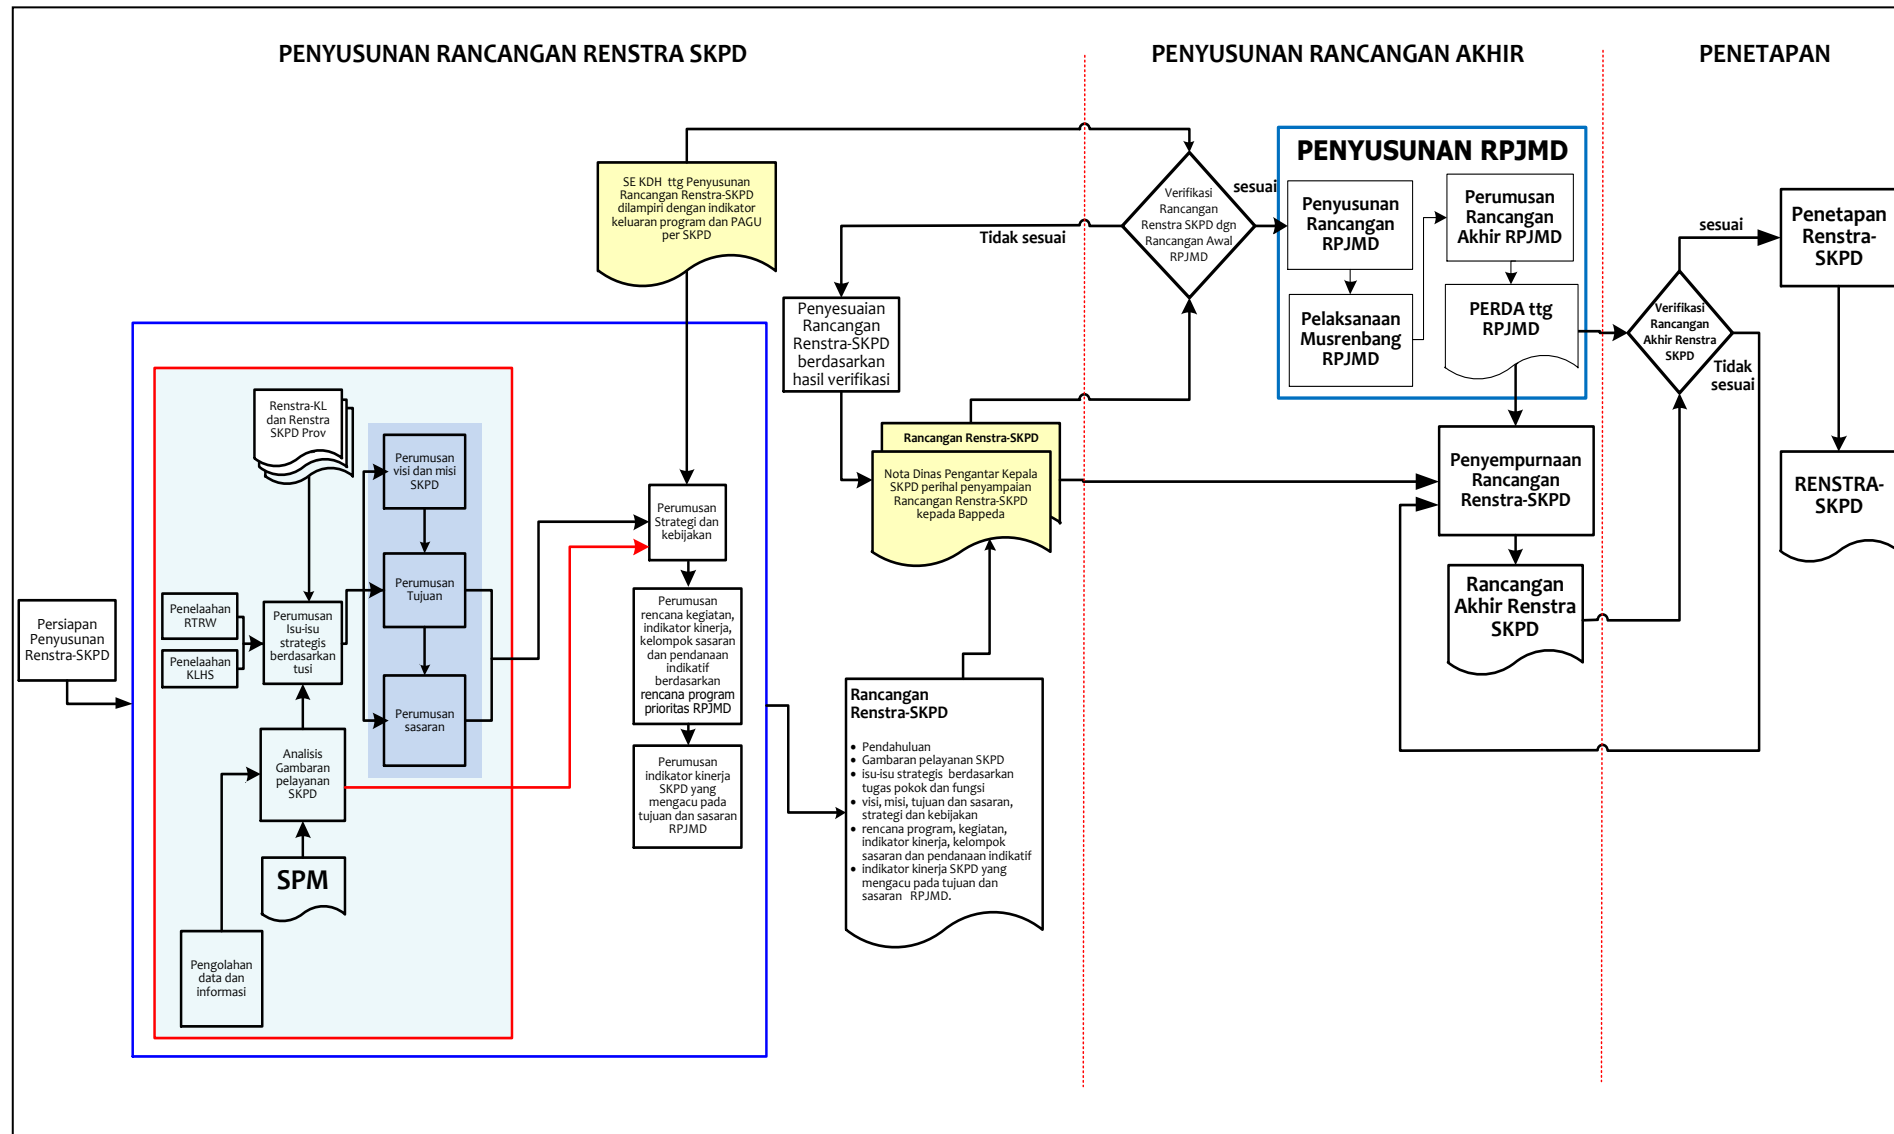 PENYUSUNAN RANCANGAN RENSTRA SKPD
PENYUSUNAN RANCANGAN AKHIR
PENETAPAN
SE KDH ttg Penyusunan
Rancangan Renstra-SKPD
dilampiri dengan indikator
keluaran program dan PAGU
per SKPD
Persiapan
Penyusunan
Renstra-SKPD
Renstra-KL
dan Renstra
SKPD Prov
Penelaahan
RTRW
Penelaahan
KLHS
Perumusan
Isu-isu
strategis
berdasarkan
tusi
Analisis
Gambaran
pelayanan
SKPD
SPM
Pengolahan
data dan
informasi
Perumusan
visi dan misi
SKPD
Perumusan
Tujuan
Perumusan
sasaran
Perumusan
Strategi dan
kebijakan
Perumusan
rencana kegiatan,
indikator kinerja,
kelompok sasaran
dan pendanaan
indikatif
berdasarkan
rencana program
prioritas RPJMD
Perumusan
indikator kinerja
SKPD yang
mengacu pada
tujuan dan sasaran
RPJMD
Tidak sesuai
Penyesuaian
Rancangan
Renstra-SKPD
berdasarkan
hasil verifikasi
Rancangan Renstra-SKPD
Nota Dinas Pengantar Kepala
SKPD perihal penyampaian
Rancangan Renstra-SKPD
kepada Bappeda
Rancangan
Renstra-SKPD
• Pendahuluan
• Gambaran pelayanan SKPD
• isu-isu strategis berdasarkan
tugas pokok dan fungsi
• visi, misi, tujuan dan sasaran,
strategi dan kebijakan
• rencana program, kegiatan,
indikator kinerja, kelompok
sasaran dan pendanaan indikatif
• indikator kinerja SKPD yang
mengacu pada tujuan dan
sasaran RPJMD.
Verifikasi
Rancangan
Renstra SKPD dgn
Rancangan Awal
RPJMD
sesuai
PENYUSUNAN RPJMD
Penyusunan
Rancangan
RPJMD
Pelaksanaan
Musrenbang
RPJMD
Perumusan
Rancangan
Akhir RPJMD
PERDA ttg
RPJMD
Penyempurnaan
Rancangan
Renstra-SKPD
Rancangan
Akhir Renstra
SKPD
Verifikasi
Rancangan
Akhir Renstra
SKPD
sesuai
Tidak
sesuai
Penetapan
Renstra-
SKPD
RENSTRA-
SKPD